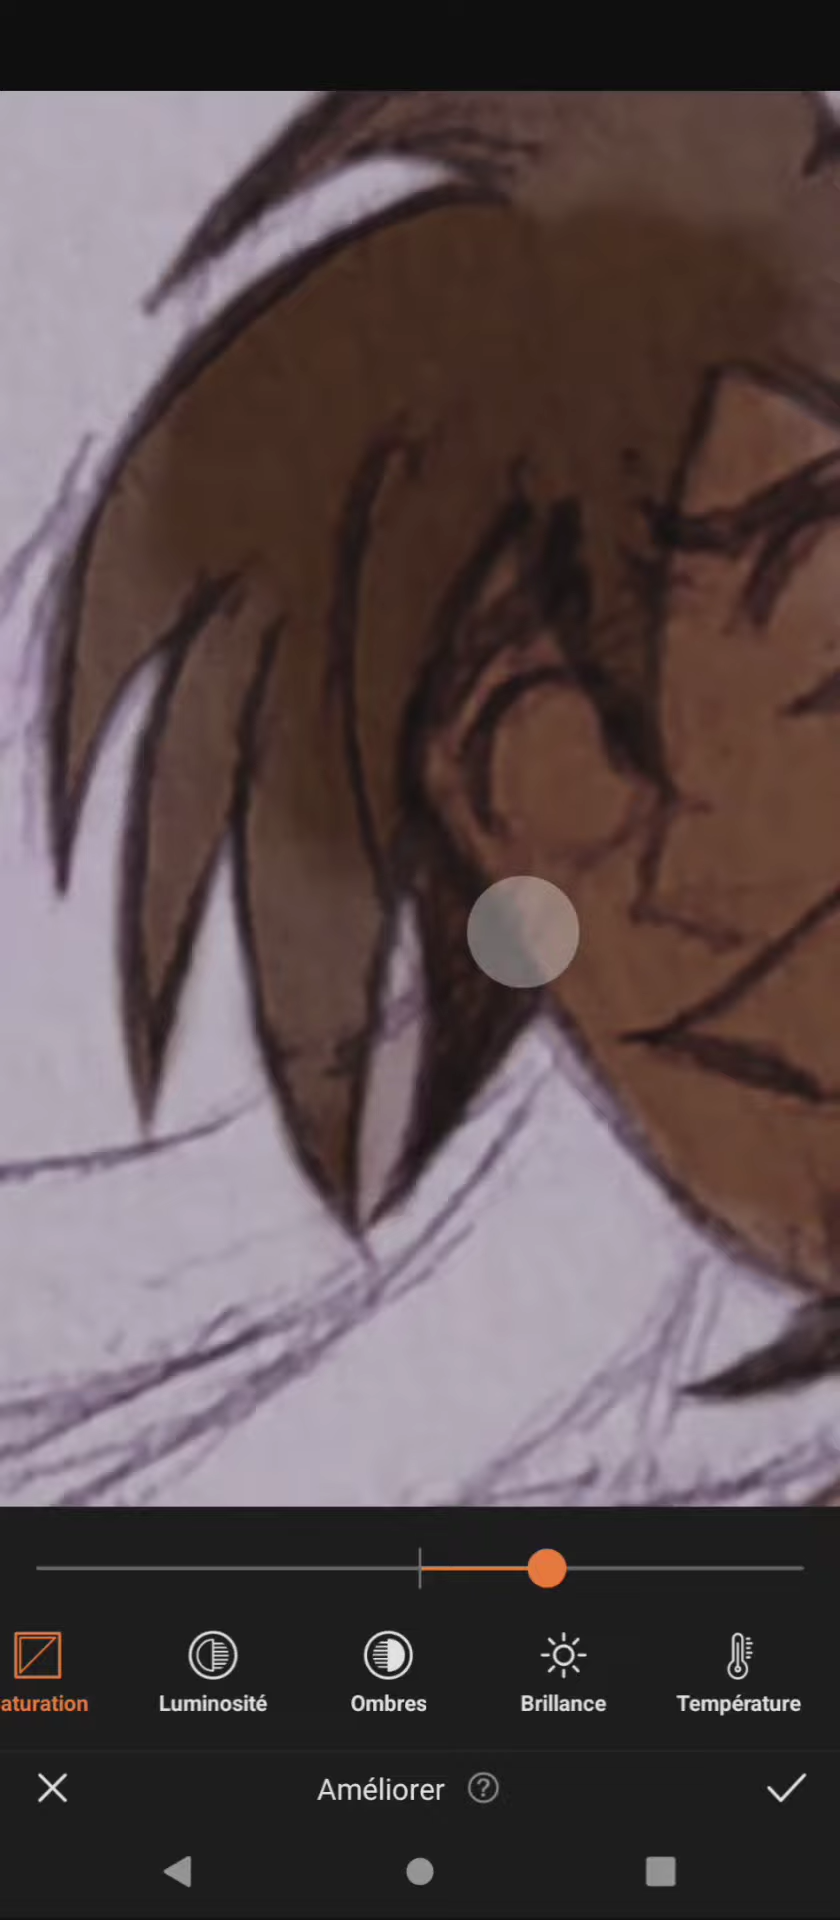 aturation
Luminosité
Ombres
Brillance
Température
Améliorer